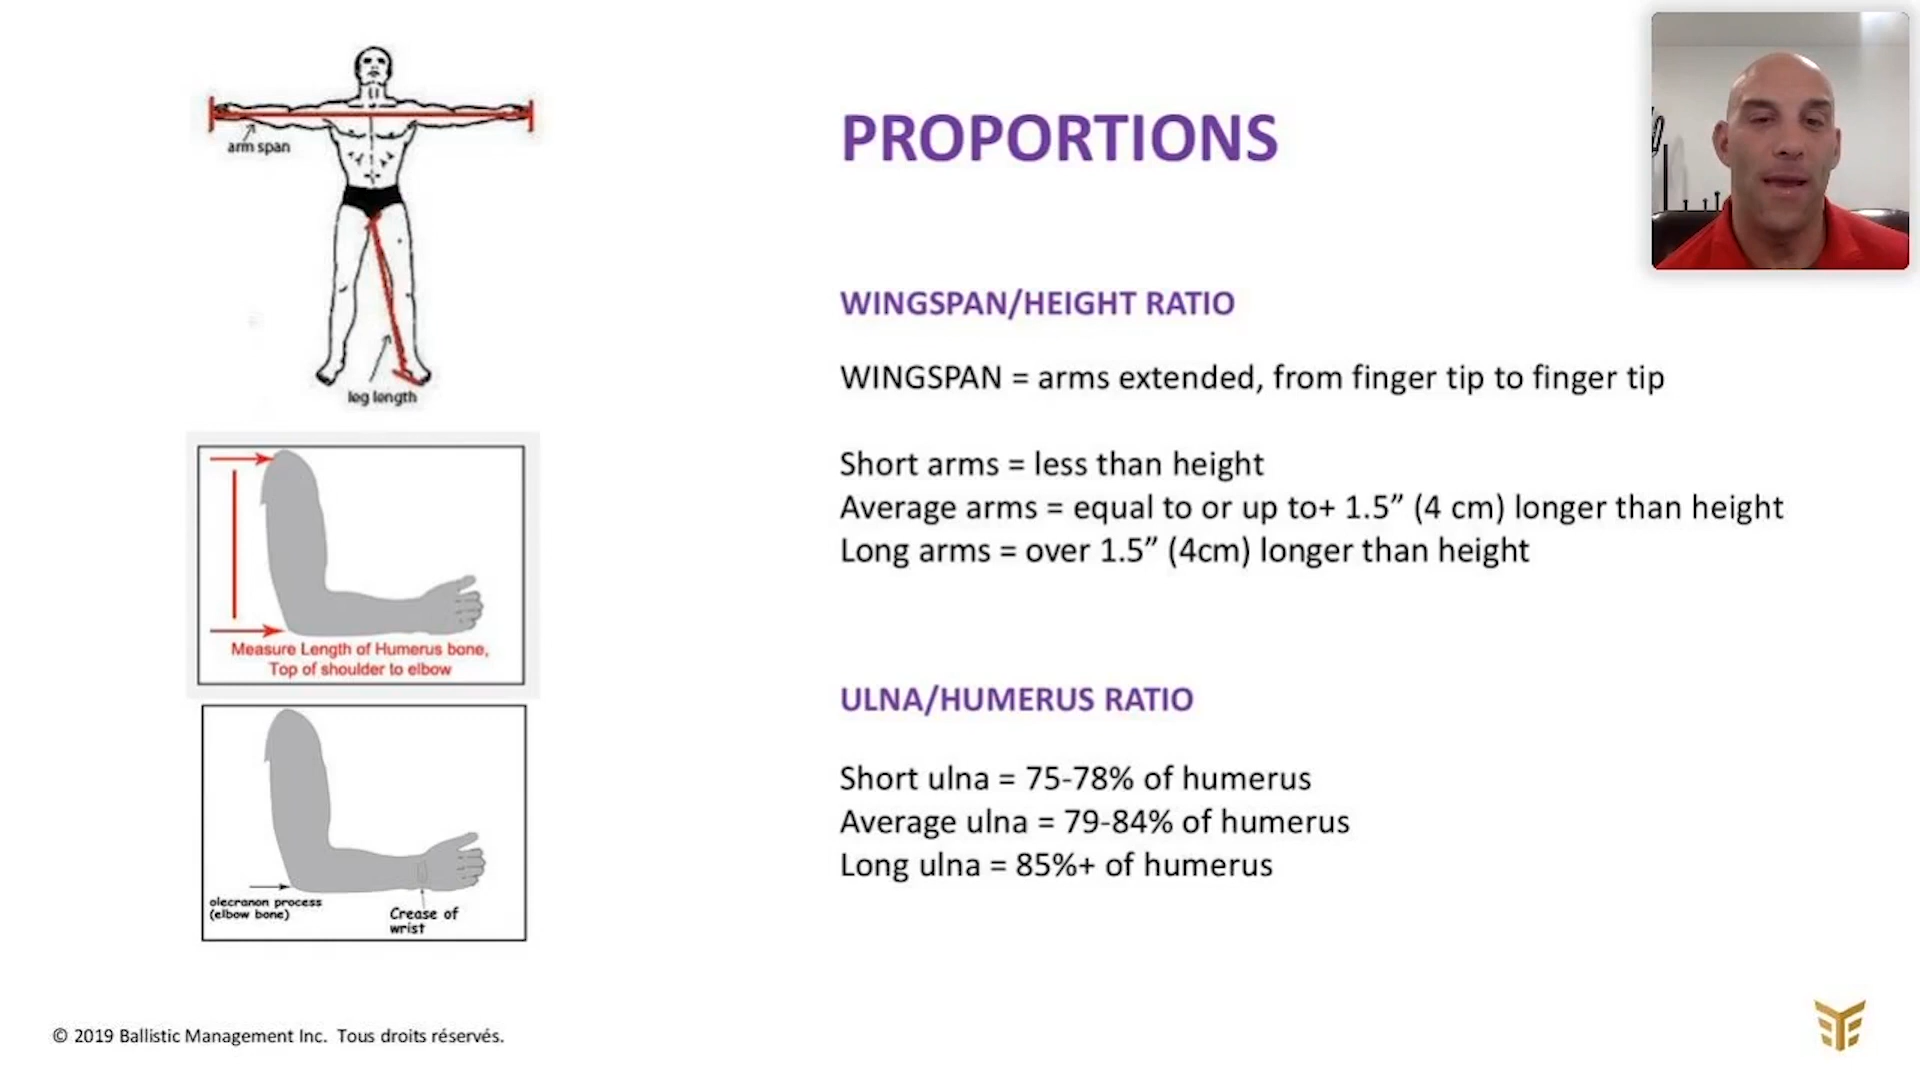 arm span
leg length
Measure Length of Humerus bone,
Top of shoulder to elbow
olecranon process
(elbow bone)
Crease of
wrist
PROPORTIONS
WINGSPAN/HEIGHT RATIO
WINGSPAN = arms extended, from finger tip to finger tip
Short arms = less than height
Average arms = equal to or up to+ 1.5” (4 cm) longer than height
Long arms = over 1.5” (4cm) longer than height
ULNA/HUMERUS RATIO
Short ulna = 75-78% of humerus
Average ulna = 79-84% of humerus
Long ulna = 85%+ of humerus
© 2019 Ballistic Management Inc. Tous droits réservés.